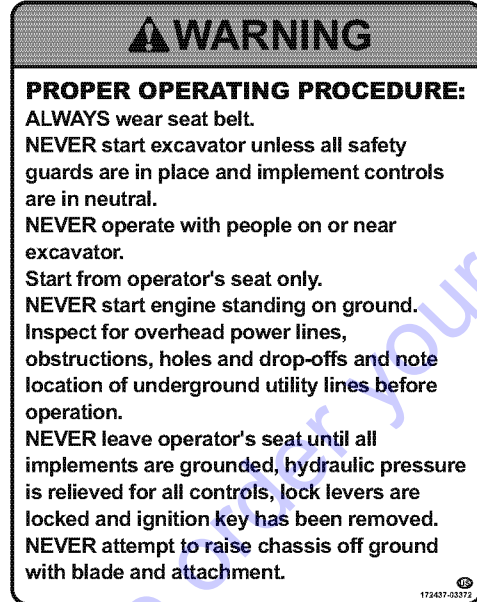 WARNING
PROPER OPERATING PROCEDURE:
ALWAYS wear seat belt.
NEVER start excavator unless all safety
guards are in place and implement controls
are in neutral.
NEVER operate with people on or near
excavator.
Start from operator's seat only.
NEVER start engine standing on ground.
Inspect for overhead power lines,
obstructions, holes and drop-offs and note
location of underground utility lines before
operation.
NEVER leave operator's seat until all
implements are grounded, hydraulic pressure
is relieved for all controls, lock levers are
locked and ignition key has been removed.
NEVER attempt to raise chassis off ground
with blade and attachment.
US
172437-03372
order your